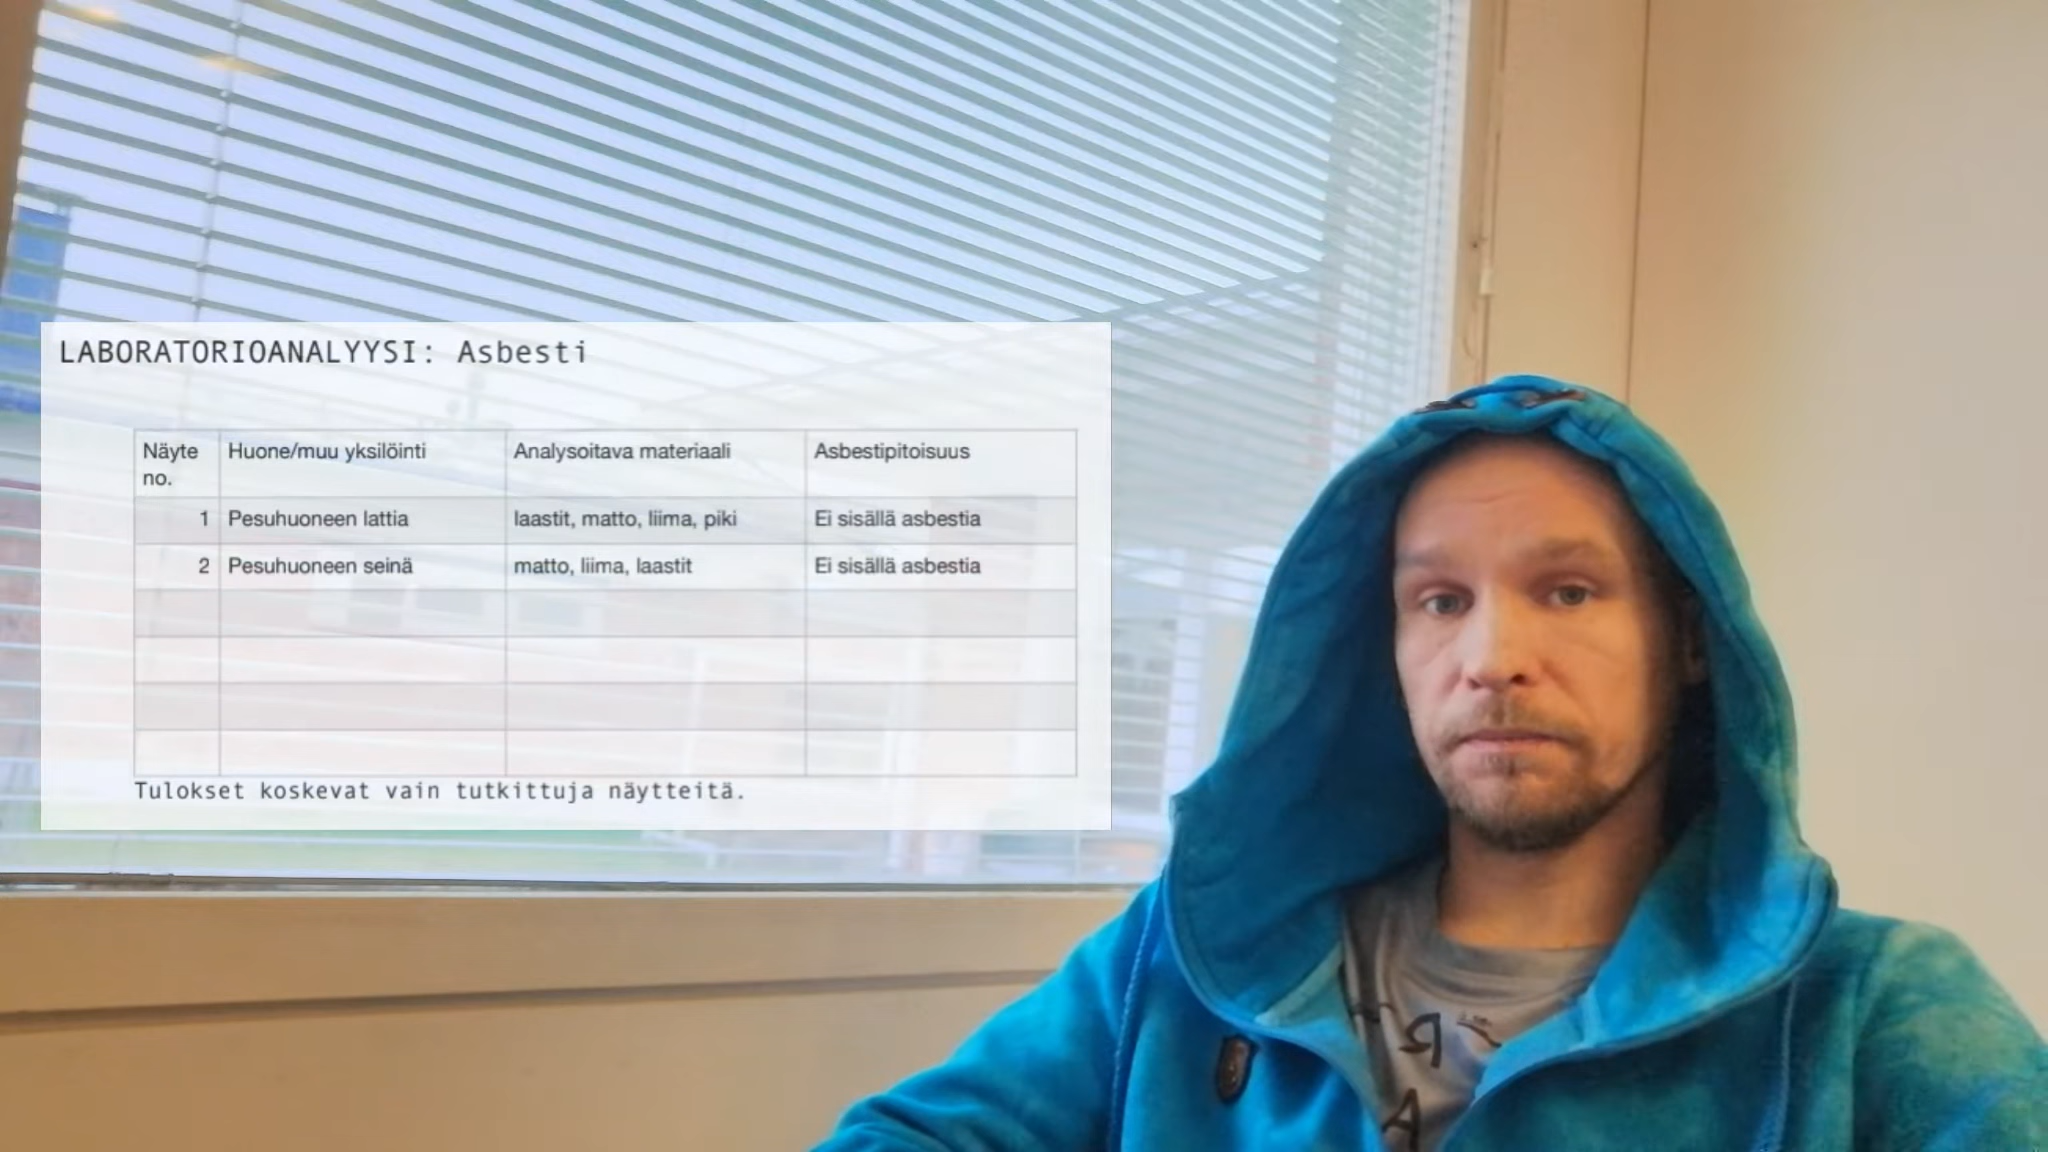 LABORATORIOANALYYSI: Asbesti
Näyte no. Huone/muu yksilöinti Analysoitava materiaali Asbestipitoisuus
1 Pesuhuoneen lattia laastit, matto, liima, piki Ei sisällä asbestia
2 Pesuhuoneen seinä matto, liima, laastit Ei sisällä asbestia
Tulokset koskevat vain tutkittuja näytteitä.